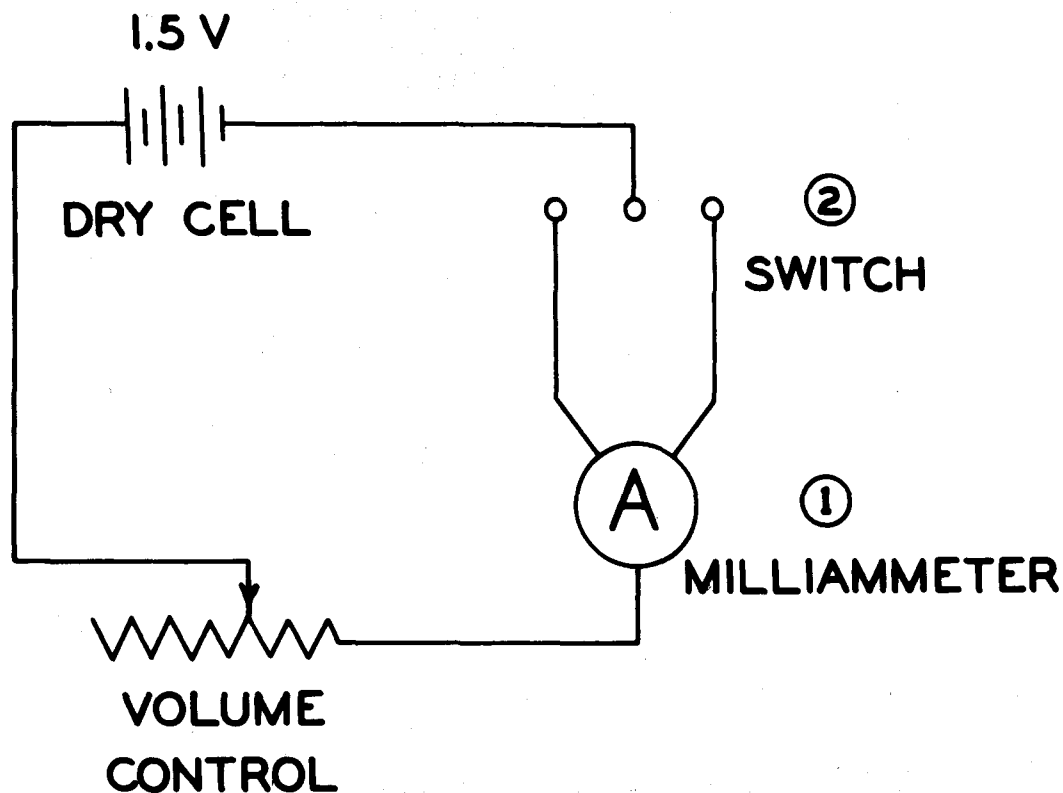 1.5 V
DRY CELL
②
SWITCH
A
①
MILLIAMMETER
VOLUME
CONTROL